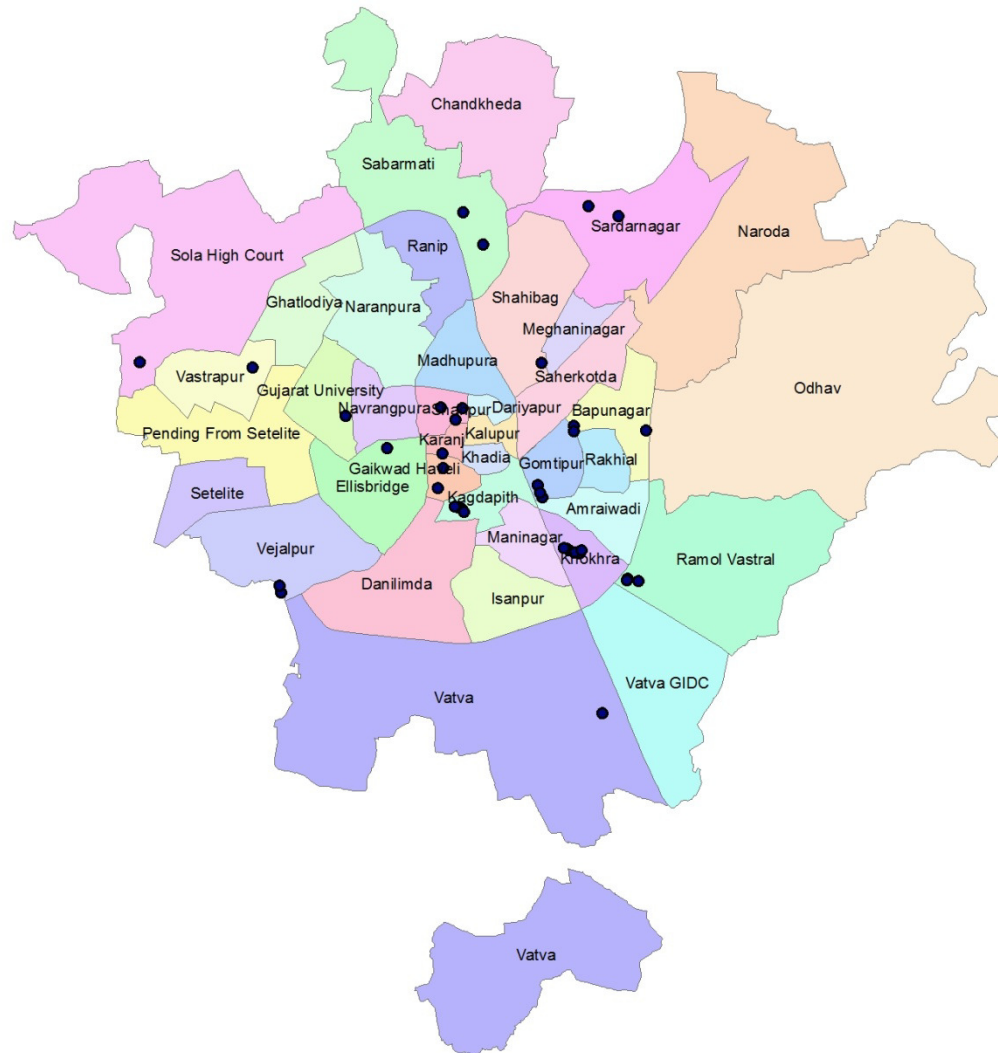 Chandkheda
Sabarmati
Sardarnagar
Naroda
Ranip
Sola High Court
Shahibag
Ghatlodiya
Naranpura
Meghaninagar
Madhupura
Saherkotda
Vastrapur
Odhav
Gujarat University
Navrangpura
Shahpur
Dariyapur
Bapunagar
Pending From Setelite
Karanj
Kalupur
Khadia
Gomtipur
Rakhial
Gaikwad Haveli
Ellisbridge
Setelite
Kagdapith
Amraiwadi
Maninagar
Vejalpur
Khokhra
Ramol Vastral
Danilimda
Isanpur
Vatva GIDC
Vatva
Vatva